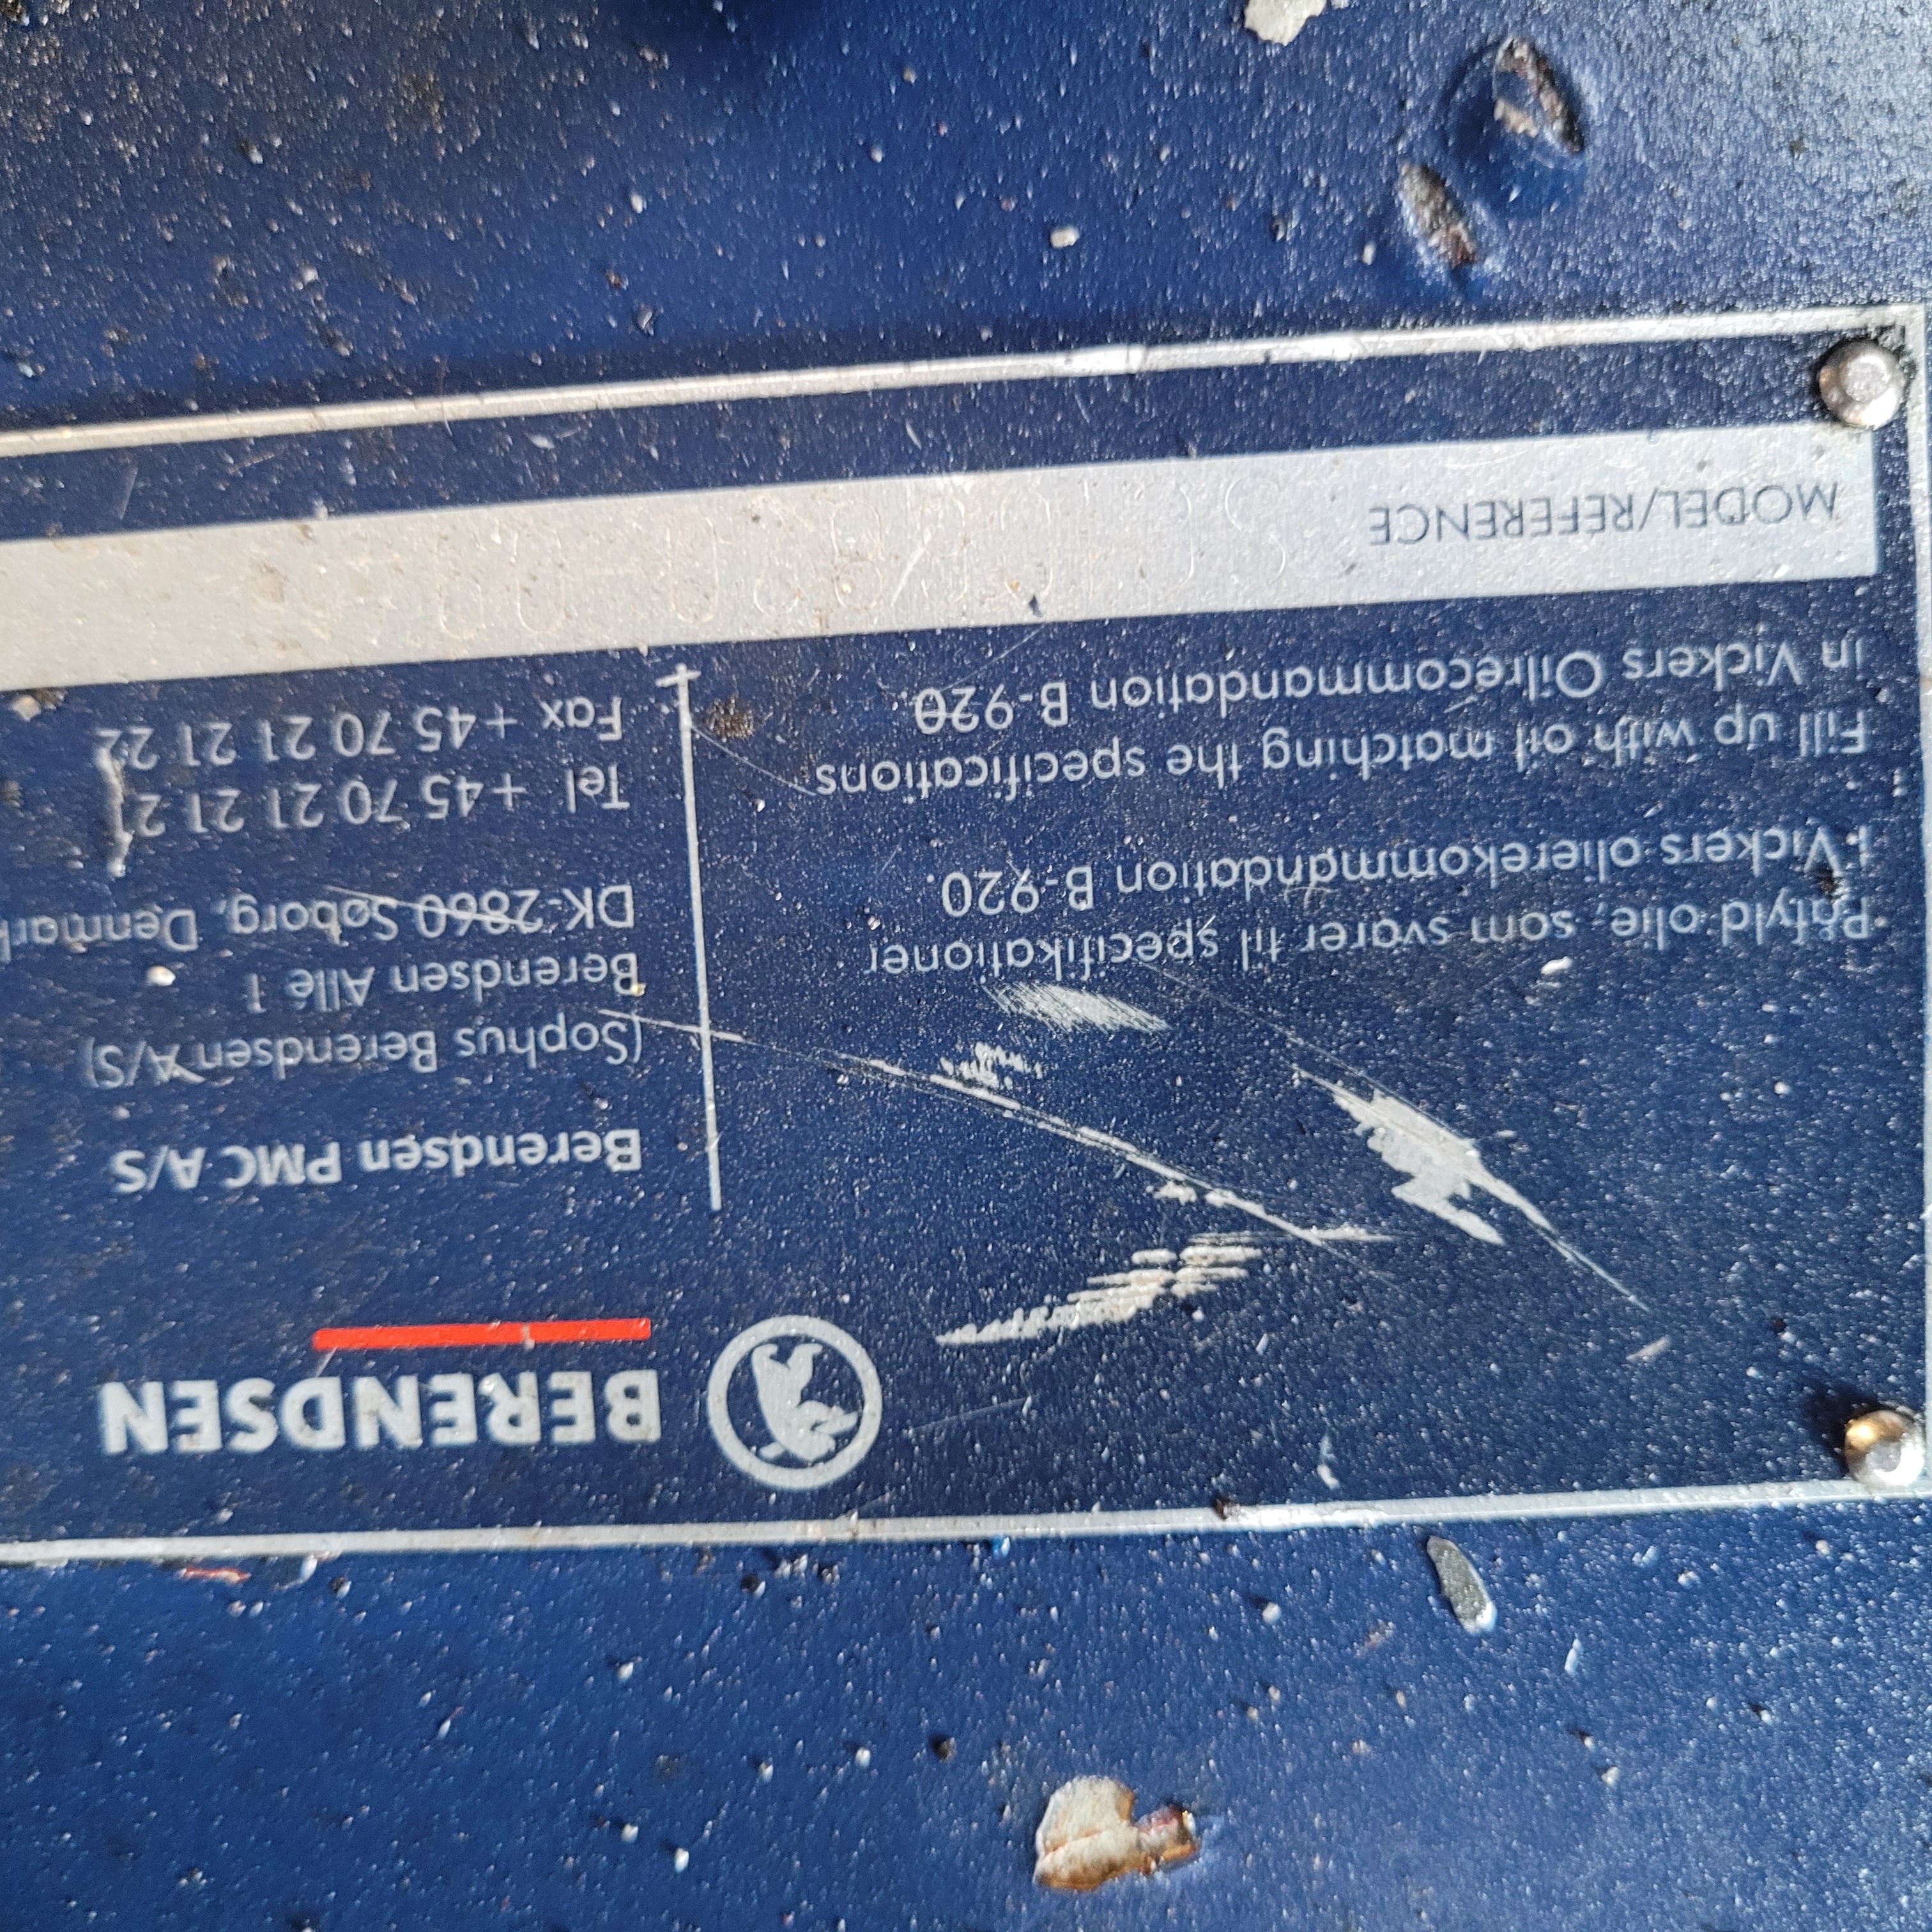 BERENDSEN
Berendsen PMC A/S
(Sophus Berendsen A/S)
Berendsen Allé 1
DK-2860 Søborg, Denmark
Tel +45 70 21 21 21
Fax +45 70 21 21 22
Påfyld olie, som svarer til specifikationer
i Vickers olierekommandation B-920.
Fill up with oil matching the specifications
in Vickers Oilrecommandation B-920.
MODEL/REFERENCE